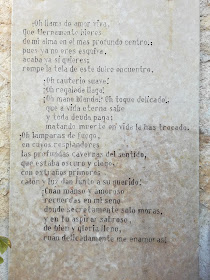 ¡Oh llama de amor viva,
Que tiernamente hieres
de mi alma en el mas profundo centro;
pues ya no eres esquiva,
acaba ya si quieres;
rompe la tela de este dulce encuentro.
¡Oh cauterio suave!
¡Oh regalada llaga!
¡Oh mano blanda! ¡Oh toque delicado,
que a vida eterna sabe
y toda deuda paga!
matando muerte en vida la has trocado.
¡Oh lamparas de fuego,
en cuyos resplandores
las profundas cavernas del sentido,
que estaba oscuro y ciego,
con extraños primores
calor y luz dan junto a su querido!
¡Cuan manso y amoroso
recuerdas en mi seno
donde secretamente solo moras,
y en tu aspirar sabroso,
de bien y gloria lleno,
cuan delicadamente me enamoras!